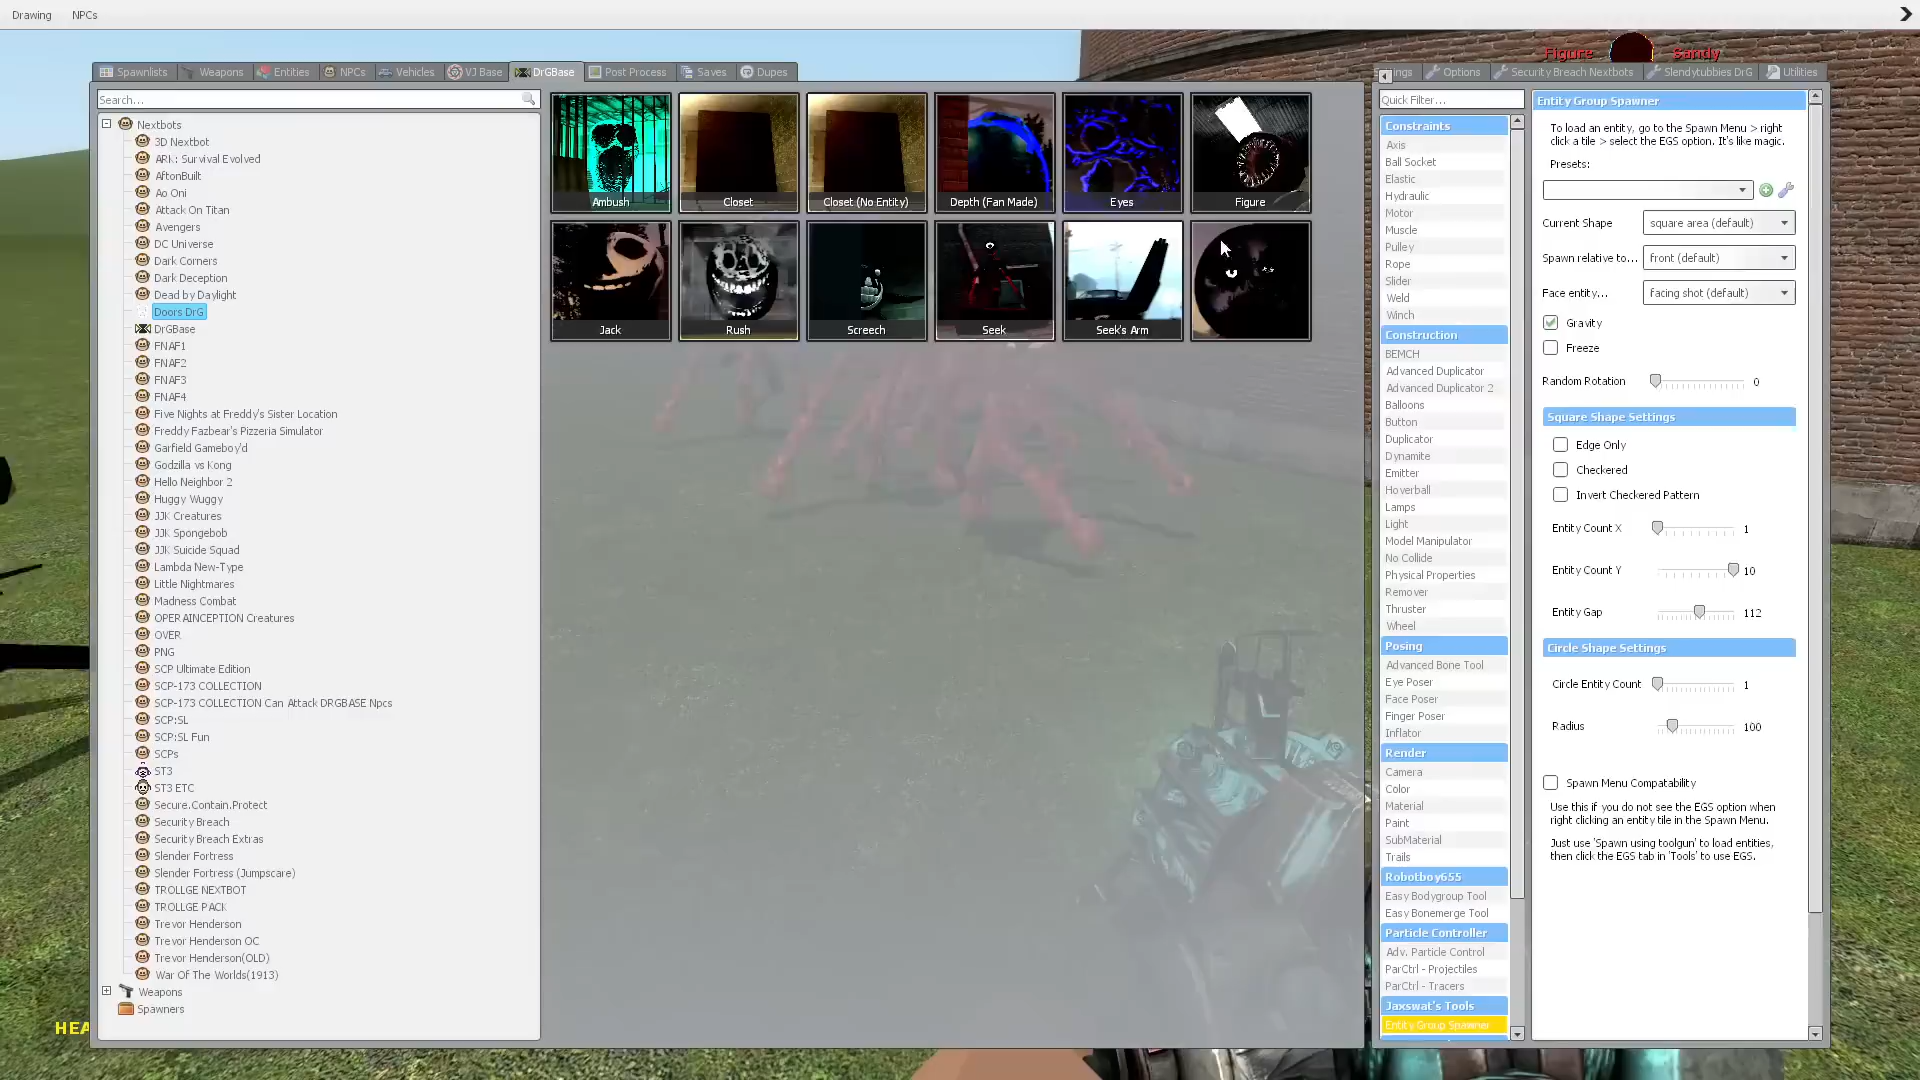 Drawing NPCs
Figure Sandy
Spawnlists Weapons Entities NPCs Vehicles VJ Base DrGBase Post Process Saves Dupes
Options Security Breach Nextbots Slendytubbies DrG Utilities
Search...
Nextbots
3D Nextbot
ARK: Survival Evolved
AftonBuilt
Ao Oni
Attack On Titan
Avengers
DC Universe
Dark Corners
Dark Deception
Dead by Daylight
Doors DrG
DrGBase
FNAF1
FNAF2
FNAF3
FNAF4
Five Nights at Freddy's Sister Location
Freddy Fazbear's Pizzeria Simulator
Garfield Gameboy'd
Godzilla vs Kong
Hello Neighbor 2
Huggy Wuggy
JJK Creatures
JJK Spongebob
JJK Suicide Squad
Lambda New-Type
Little Nightmares
Madness Combat
OPERAINCEPTION Creatures
OVER
PNG
SCP Ultimate Edition
SCP-173 COLLECTION
SCP-173 COLLECTION Can Attack DRGBASE Npcs
SCP:SL
SCP:SL Fun
SCPs
ST3
ST3 ETC
Secure.Contain.Protect
Security Breach
Security Breach Extras
Slender Fortress
Slender Fortress (Jumpscare)
TROLLGE NEXTBOT
TROLLGE PACK
Trevor Henderson
Trevor Henderson OC
Trevor Henderson(OLD)
War Of The Worlds(1913)
Weapons
Spawners
HEA
Ambush Closet Closet (No Entity) Depth (Fan Made) Eyes Figure
Jack Rush Screech Seek Seek's Arm
Quick Filter...
Constraints
Axis
Ball Socket
Elastic
Hydraulic
Motor
Muscle
Pulley
Rope
Slider
Weld
Winch
Construction
BEMCH
Advanced Duplicator
Advanced Duplicator 2
Balloons
Button
Duplicator
Dynamite
Emitter
Hoverball
Lamps
Light
Model Manipulator
No Collide
Physical Properties
Remover
Thruster
Wheel
Posing
Advanced Bone Tool
Eye Poser
Face Poser
Finger Poser
Inflator
Render
Camera
Color
Material
Paint
SubMaterial
Trails
Robotboy655
Easy Bodygroup Tool
Easy Bonemerge Tool
Particle Controller
Adv. Particle Control
ParCtrl - Projectiles
ParCtrl - Tracers
Jaxswat's Tools
Entity Group Spawner
Entity Group Spawner
To load an entity, go to the Spawn Menu > right
click a tile > select the EGS option. It's like magic.
Presets:
Current Shape square area (default)
Spawn relative to... front (default)
Face entity... facing shot (default)
Gravity
Freeze
Random Rotation 0
Square Shape Settings
Edge Only
Checkered
Invert Checkered Pattern
Entity Count X 1
Entity Count Y 10
Entity Gap 112
Circle Shape Settings
Circle Entity Count 1
Radius 100
Spawn Menu Compatability
Use this if you do not see the EGS option when
right clicking an entity tile in the Spawn Menu.
Just use 'Spawn using toolgun' to load entities,
then click the EGS tab in 'Tools' to use EGS.